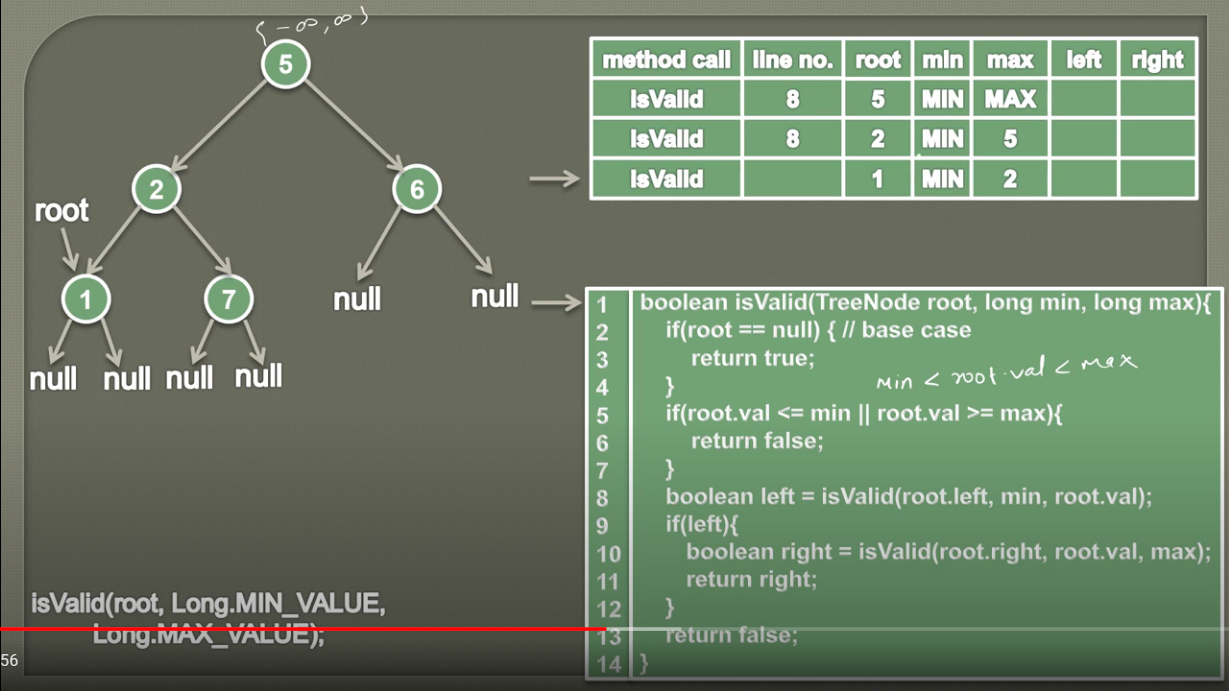 {-∞, ∞}
5
2
6
root
1
7
null
null
null
null
null
null
method call line no. root min max left right
isValid 8 5 MIN MAX
isValid 8 2 MIN 5
isValid 1 MIN 2
1 boolean isValid(TreeNode root, long min, long max){
2 if(root == null) { // base case
3 return true;
4 }
min < root.val < max
5 if(root.val <= min || root.val >= max){
6 return false;
7 }
8 boolean left = isValid(root.left, min, root.val);
9 if(left){
10 boolean right = isValid(root.right, root.val, max);
11 return right;
12 }
13 return false;
14 }
isValid(root, Long.MIN_VALUE,
Long.MAX_VALUE);
56